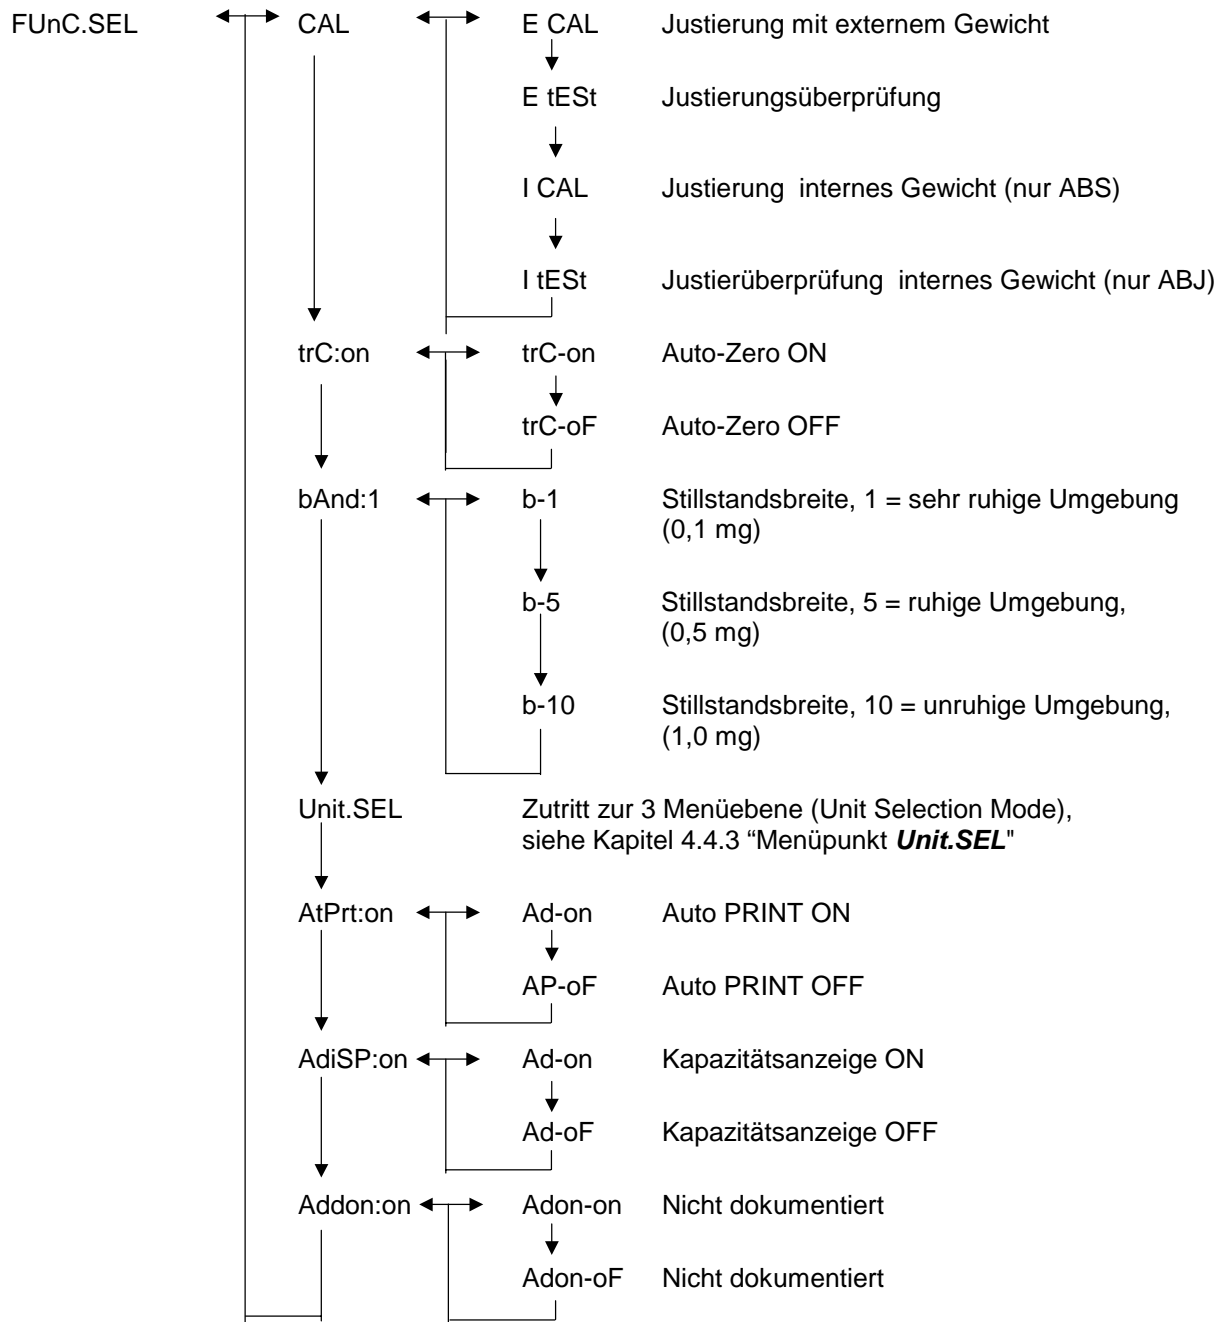 FUnC.SEL CAL E CAL Justierung mit externem Gewicht
E tESt Justierungsüberprüfung
I CAL Justierung internes Gewicht (nur ABS)
I tESt Justierüberprüfung internes Gewicht (nur ABJ)
trC:on trC-on Auto-Zero ON
trC-oF Auto-Zero OFF
bAnd:1 b-1 Stillstandsbreite, 1 = sehr ruhige Umgebung
(0,1 mg)
b-5 Stillstandsbreite, 5 = ruhige Umgebung,
(0,5 mg)
b-10 Stillstandsbreite, 10 = unruhige Umgebung,
(1,0 mg)
Unit.SEL Zutritt zur 3 Menüebene (Unit Selection Mode),
siehe Kapitel 4.4.3 “Menüpunkt Unit.SEL"
AtPrt:on Ad-on Auto PRINT ON
AP-oF Auto PRINT OFF
AdiSP:on Ad-on Kapazitätsanzeige ON
Ad-oF Kapazitätsanzeige OFF
Addon:on Adon-on Nicht dokumentiert
Adon-oF Nicht dokumentiert